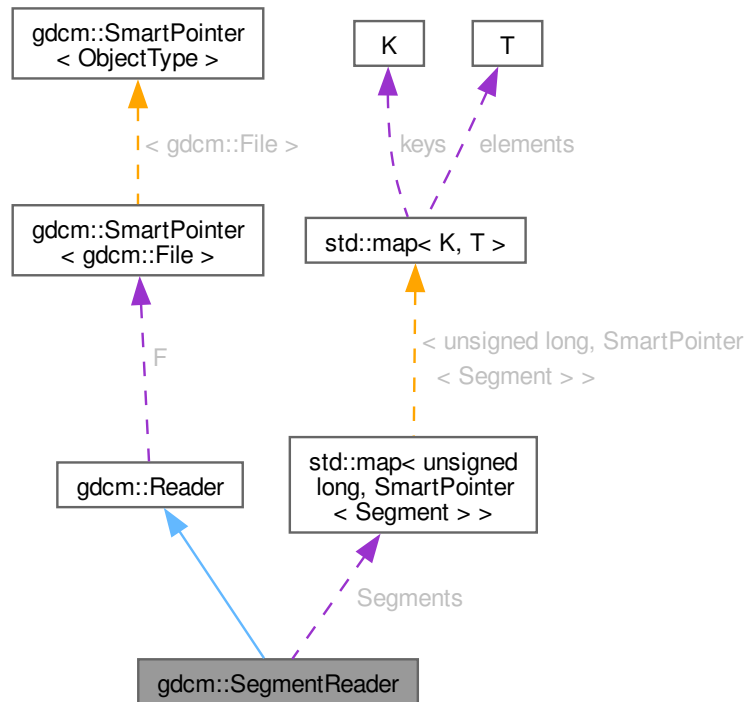 gdcm::SmartPointer
< ObjectType >
K
T
< gdcm::File >
keys
elements
gdcm::SmartPointer
< gdcm::File >
std::map< K, T >
F
< unsigned long, SmartPointer
< Segment > >
gdcm::Reader
std::map< unsigned
long, SmartPointer
< Segment > >
Segments
gdcm::SegmentReader